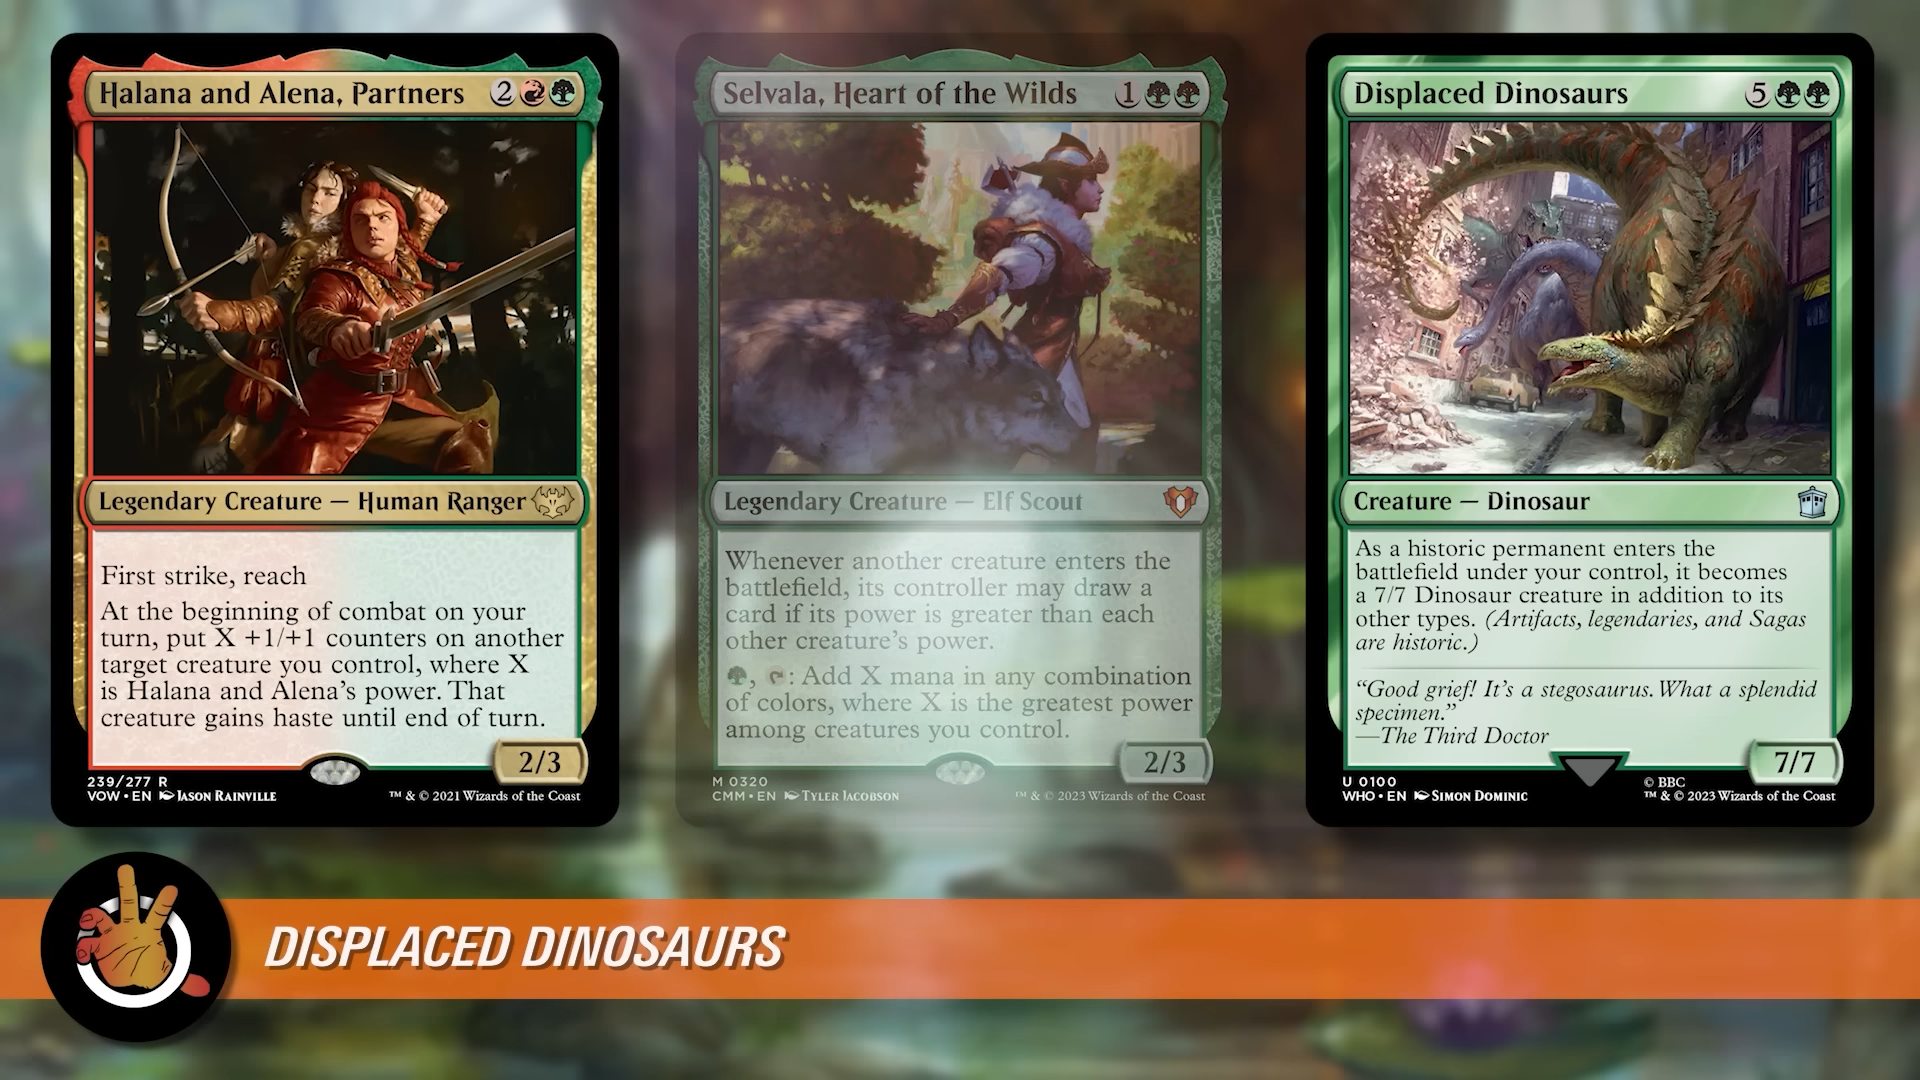 Halana and Alena, Partners 2
Legendary Creature — Human Ranger
First strike, reach
At the beginning of combat on your
turn, put X +1/+1 counters on another
target creature you control, where X
is Halana and Alena's power. That
creature gains haste until end of turn.
2/3
239/277 R
VOW • EN Jason Rainville
™ & © 2021 Wizards of the Coast
Selvala, Heart of the Wilds 1
Legendary Creature — Elf Scout
Whenever another creature enters the
battlefield, its controller may draw a
card if its power is greater than each
other creature's power.
, : Add X mana in any combination
of colors, where X is the greatest power
among creatures you control.
2/3
M 0320
CMM • EN Tyler Jacobson
™ & © 2023 Wizards of the Coast
Displaced Dinosaurs 5
Creature — Dinosaur
As a historic permanent enters the
battlefield under your control, it becomes
a 7/7 Dinosaur creature in addition to its
other types. (Artifacts, legendaries, and Sagas
are historic.)
“Good grief! It's a stegosaurus. What a splendid
specimen.”
—The Third Doctor
7/7
U 0100
WHO • EN Simon Dominic
© BBC
™ & © 2023 Wizards of the Coast
DISPLACED DINOSAURS